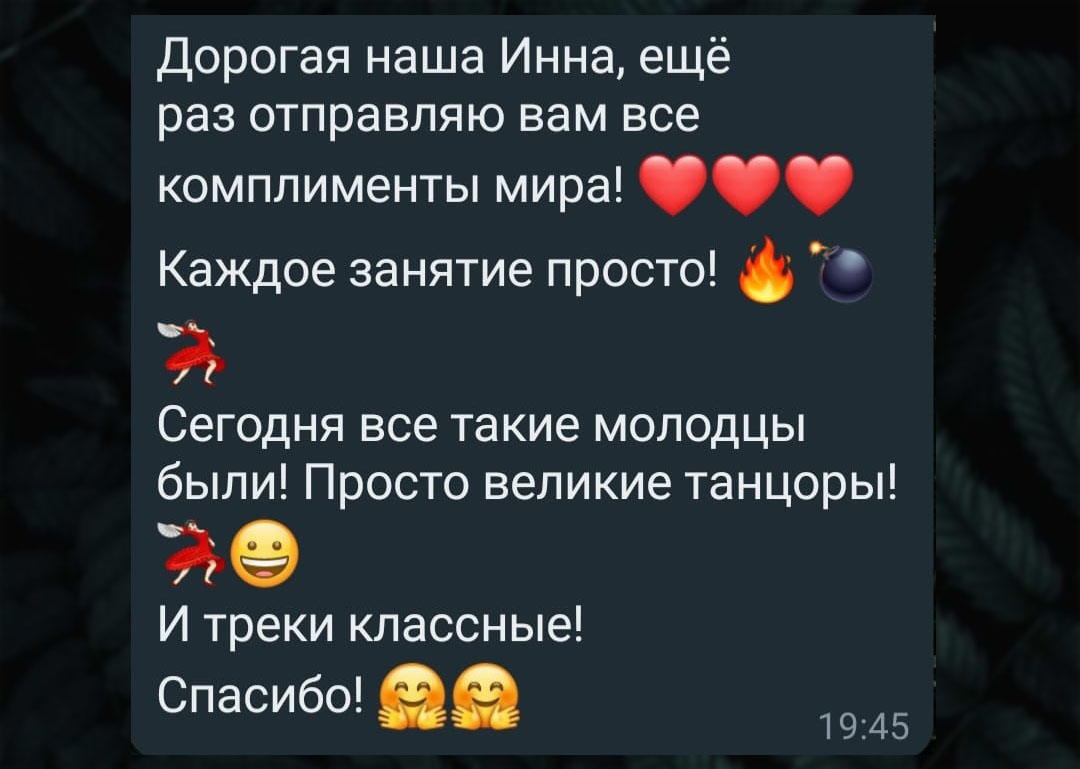 Дорогая наша Инна, ещё
раз отправляю вам все
комплименты мира! ❤️❤️❤️
Каждое занятие просто! 🔥💣
💃
Сегодня все такие молодцы
были! Просто великие танцоры!
💃😀
И треки классные!
Спасибо! 🤗🤗
19:45